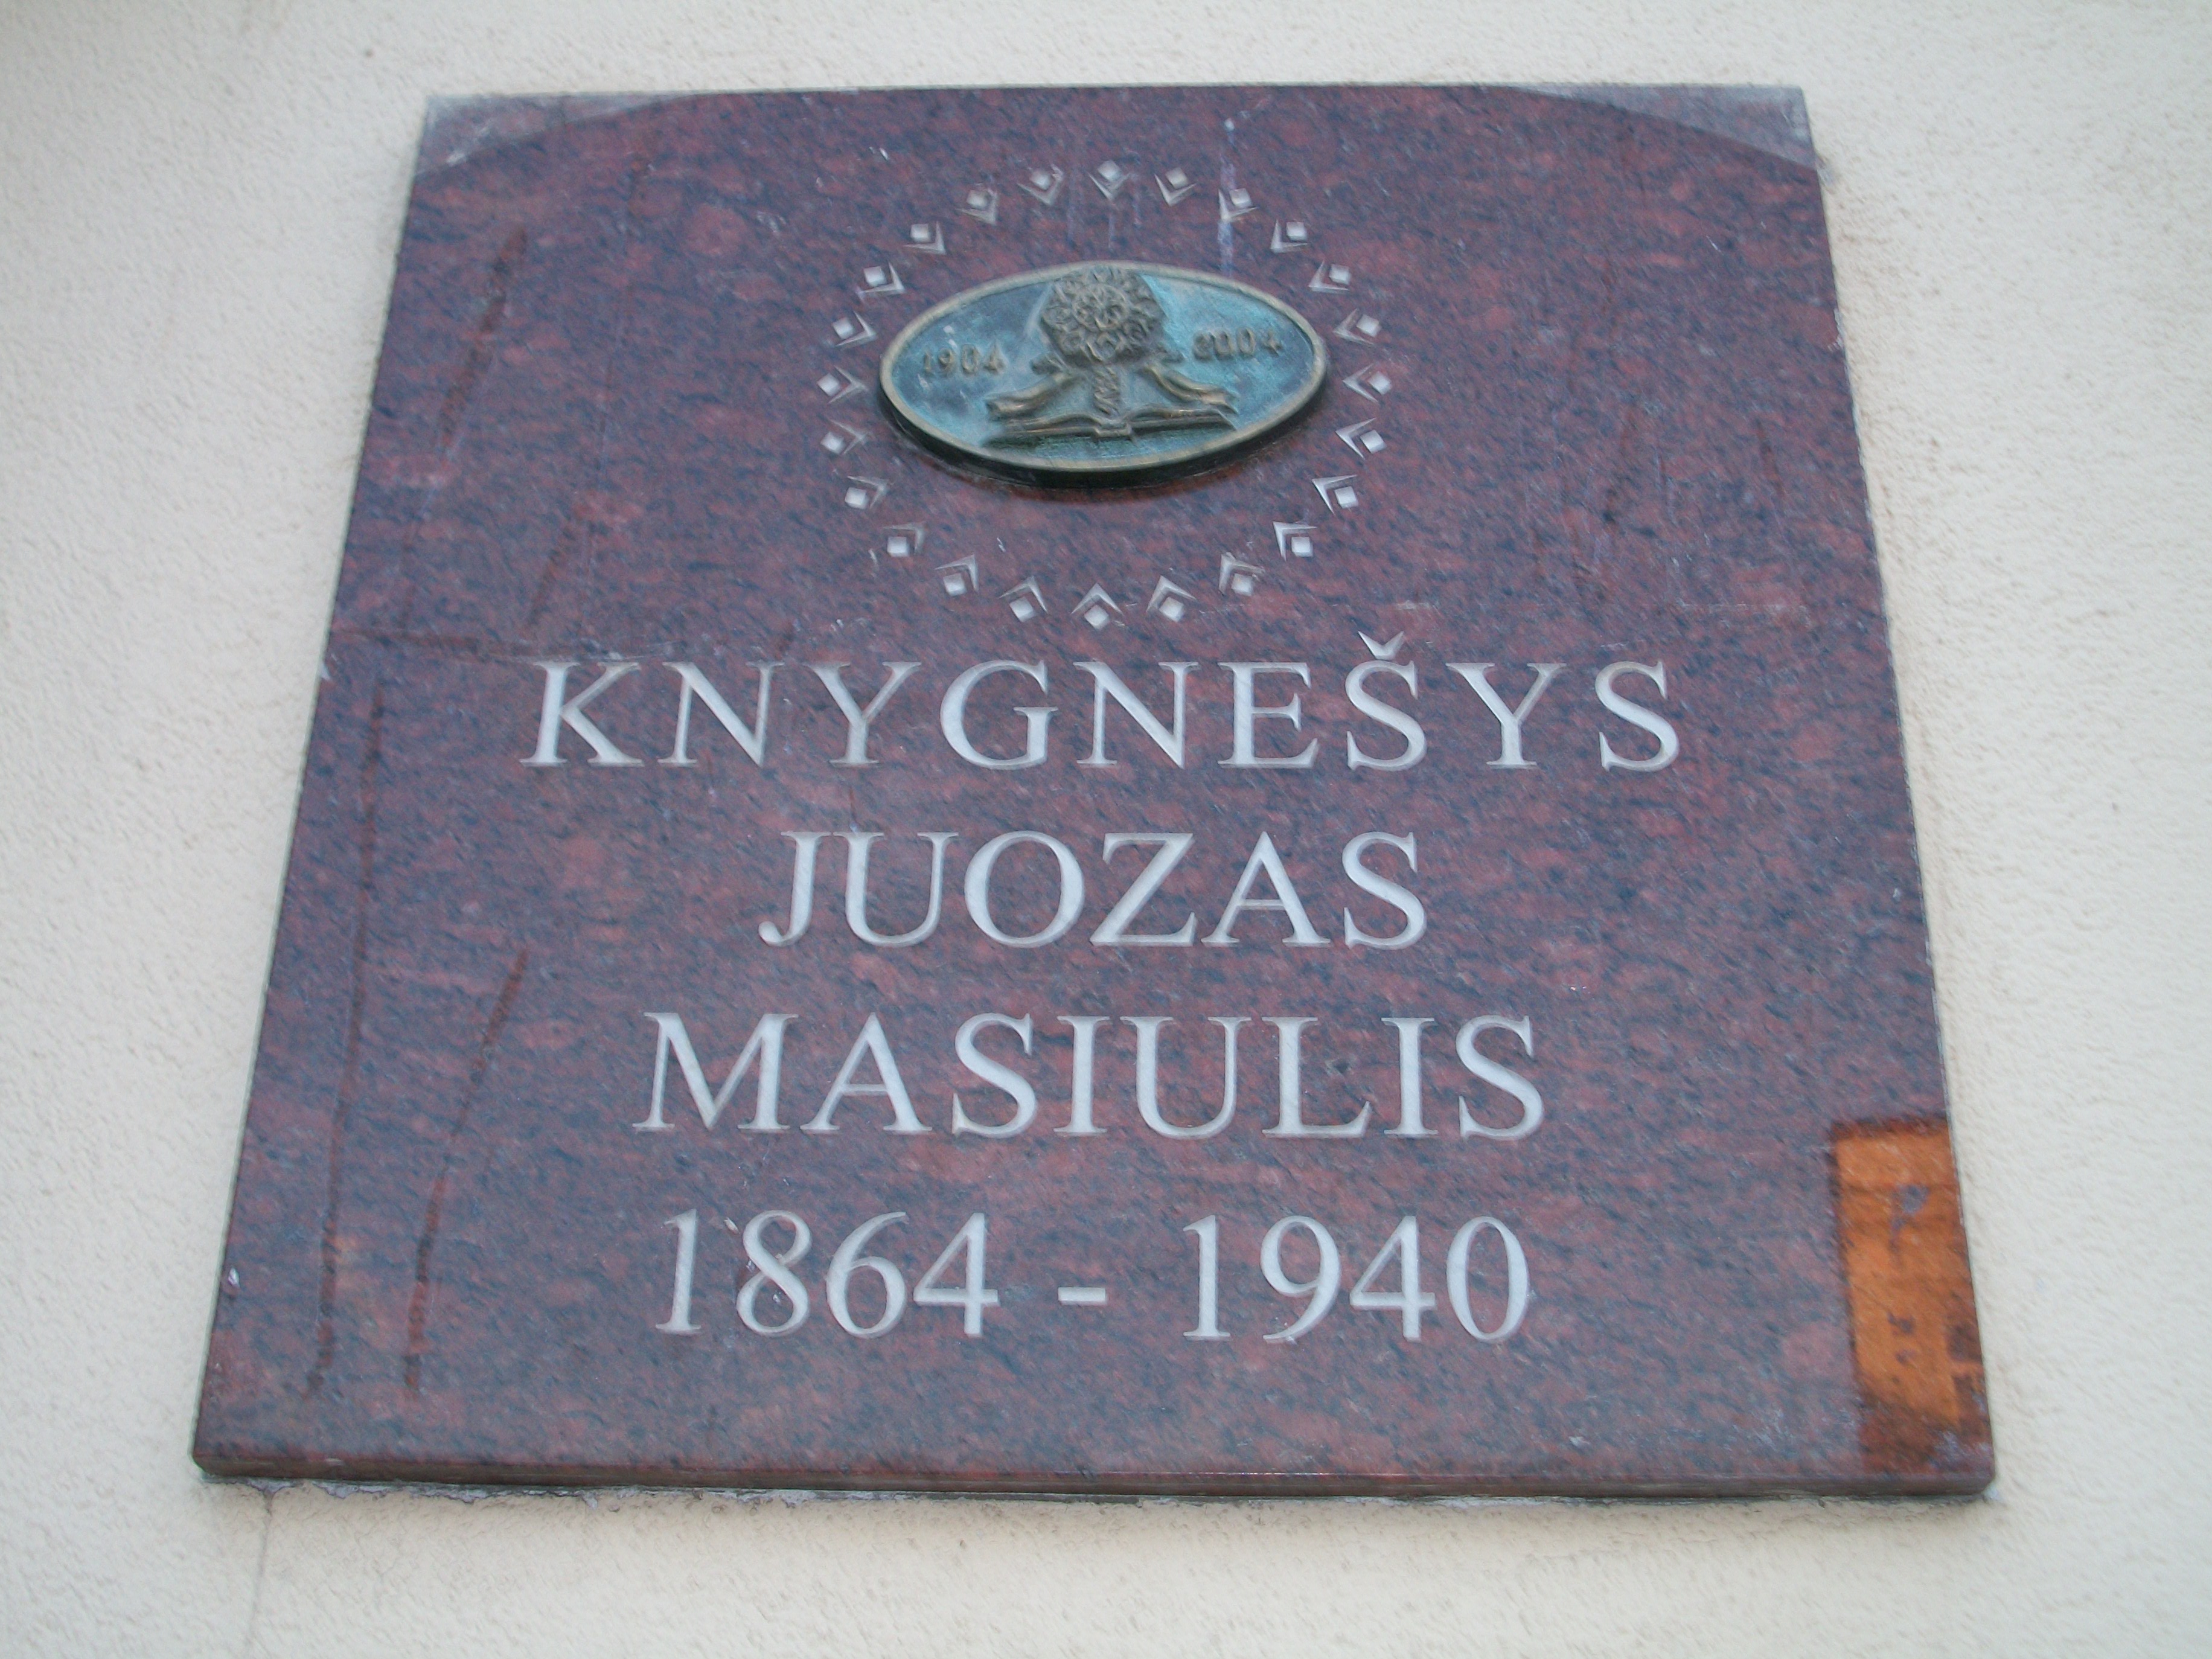 1904 2004
KNYGNEŠYS
JUOZAS
MASIULIS
1864 - 1940